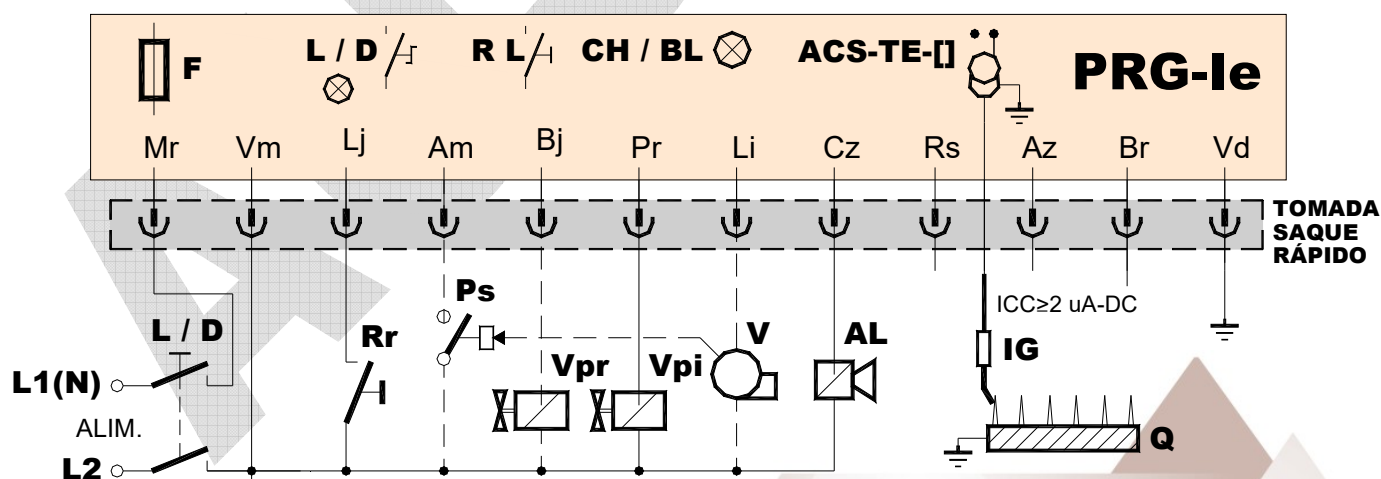 F L / D R L CH / BL ACS-TE-[] PRG-Ie
Mr Vm Lj Am Bj Pr Li Cz Rs Az Br Vd
TOMADA
SAQUE
RÁPIDO
Ps ICC≥2 uA-DC
L / D Rr V AL IG
Vpr Vpi
L1(N)
ALIM.
L2 Q